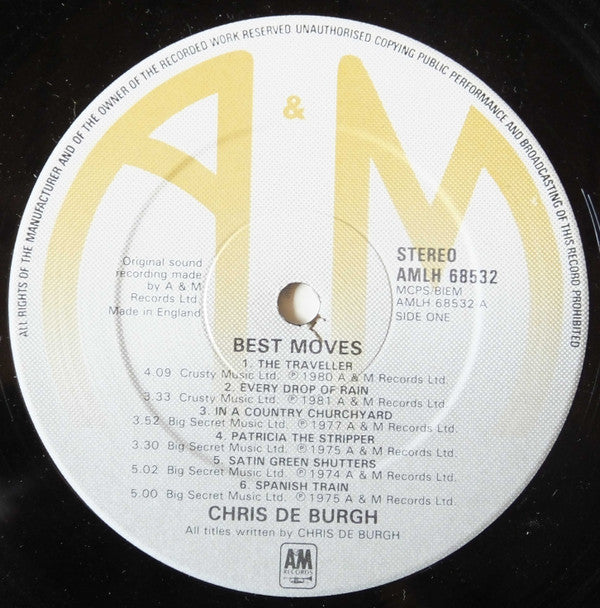 ALL RIGHTS OF THE MANUFACTURER AND OF THE OWNER OF THE RECORDED WORK RESERVED UNAUTHORISED COPYING PUBLIC PERFORMANCE AND BROADCASTING OF THIS RECORD PROHIBITED
A & M
Original sound
recording made
by A & M
Records Ltd
Made in England
STEREO
AMLH 68532
MCPS/BIEM
AMLH 68532 A
SIDE ONE
BEST MOVES
1. THE TRAVELLER
4.09 Crusty Music Ltd. ℗ 1980 A & M Records Ltd.
2. EVERY DROP OF RAIN
3.33 Crusty Music Ltd. ℗ 1981 A & M Records Ltd.
3. IN A COUNTRY CHURCHYARD
3.52 Big Secret Music Ltd. ℗ 1977 A & M Records Ltd.
4. PATRICIA THE STRIPPER
3.30 Big Secret Music Ltd. ℗ 1975 A & M Records Ltd.
5. SATIN GREEN SHUTTERS
5.02 Big Secret Music Ltd. ℗ 1974 A & M Records Ltd.
6. SPANISH TRAIN
5.00 Big Secret Music Ltd. ℗ 1975 A & M Records Ltd.
CHRIS DE BURGH
All titles written by CHRIS DE BURGH
AM
RECORDS